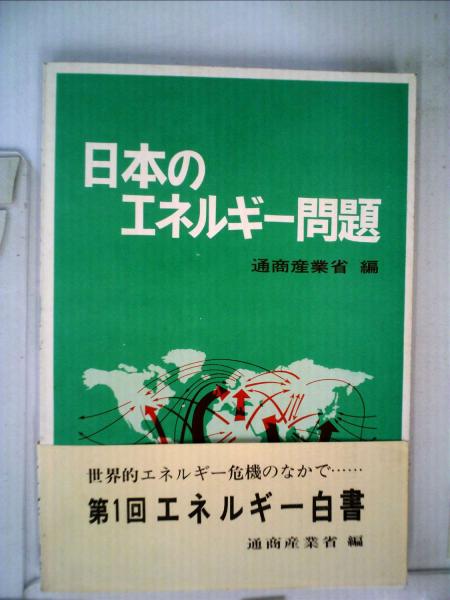 日本の
エネルギー問題
通商産業省 編
世界的エネルギー危機のなかで……
第1回 エネルギー白書
通商産業省 編